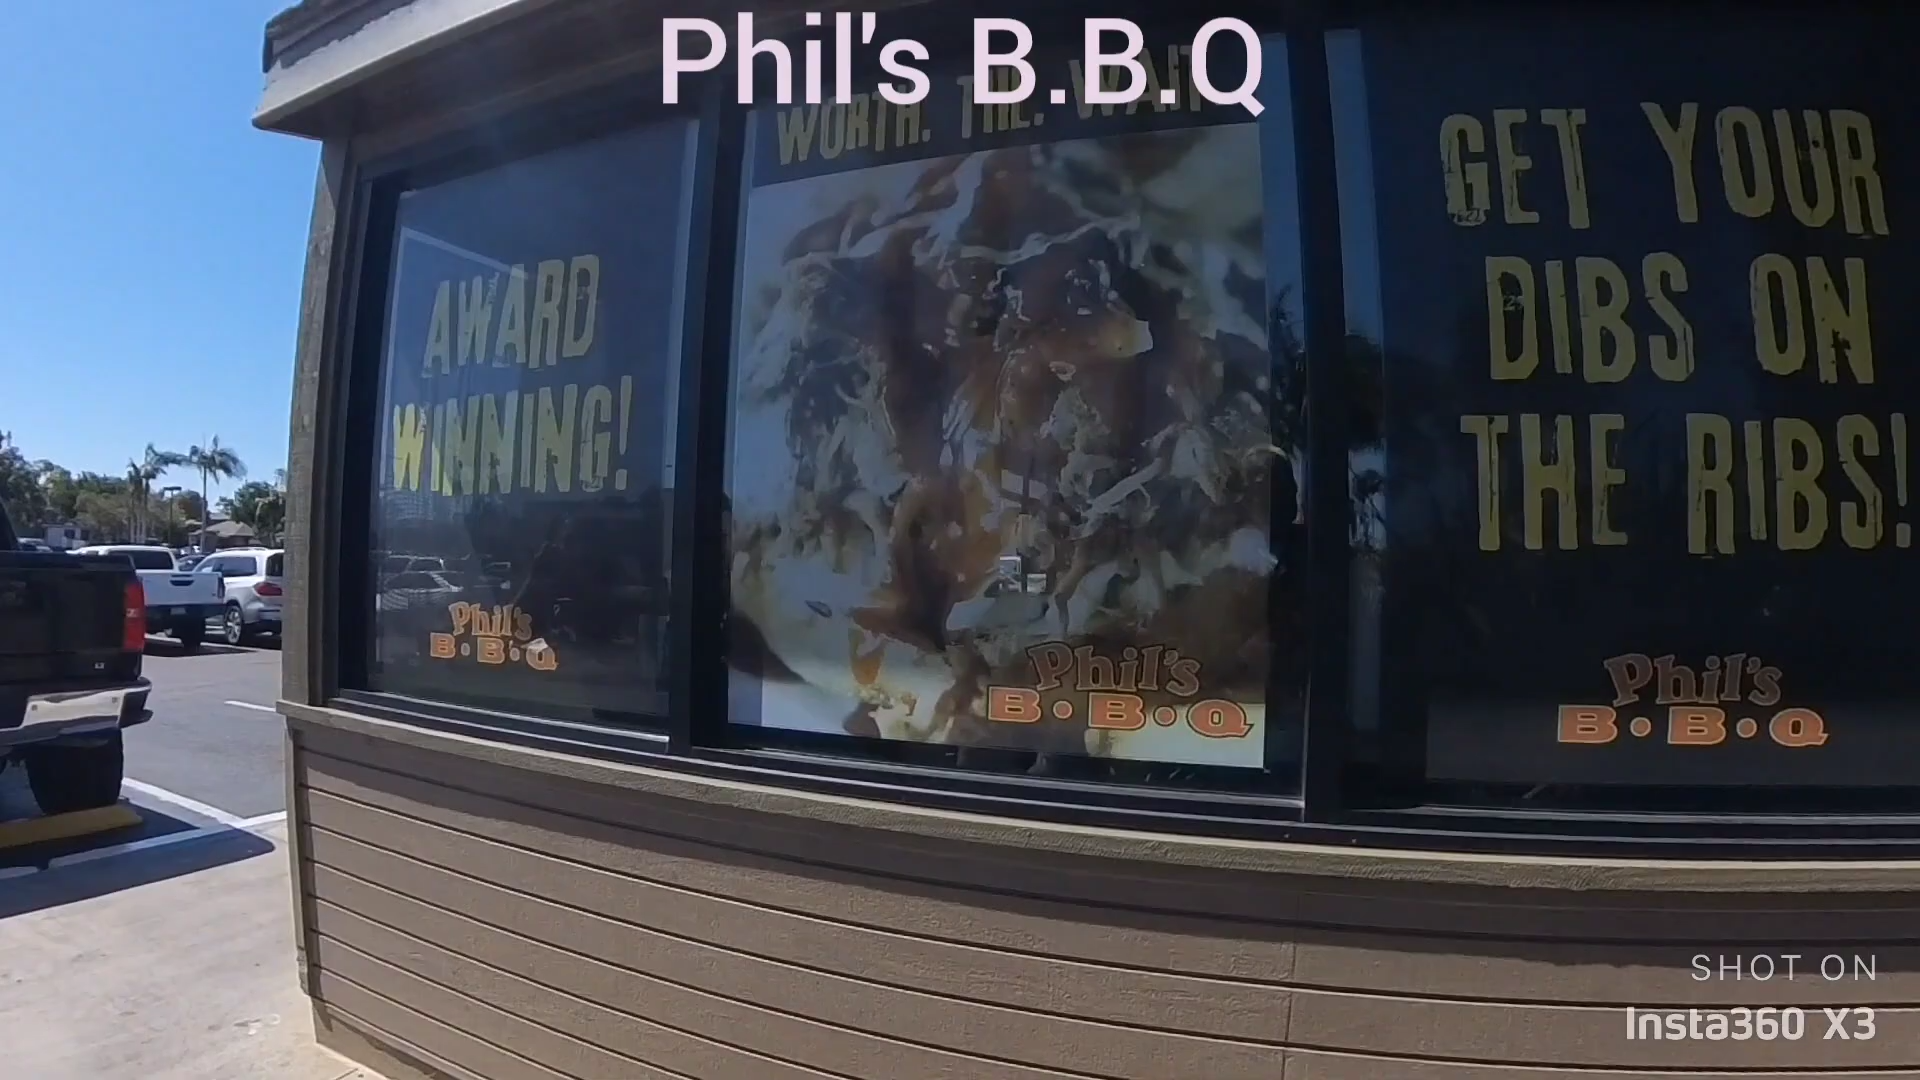 Phil's B.B.Q
WORTH. THE. WAIT
AWARD
WINNING!
Phil's
B•B•Q
Phil's
B•B•Q
GET YOUR
DIBS ON
THE RIBS!
Phil's
B•B•Q
SHOT ON
Insta360 X3